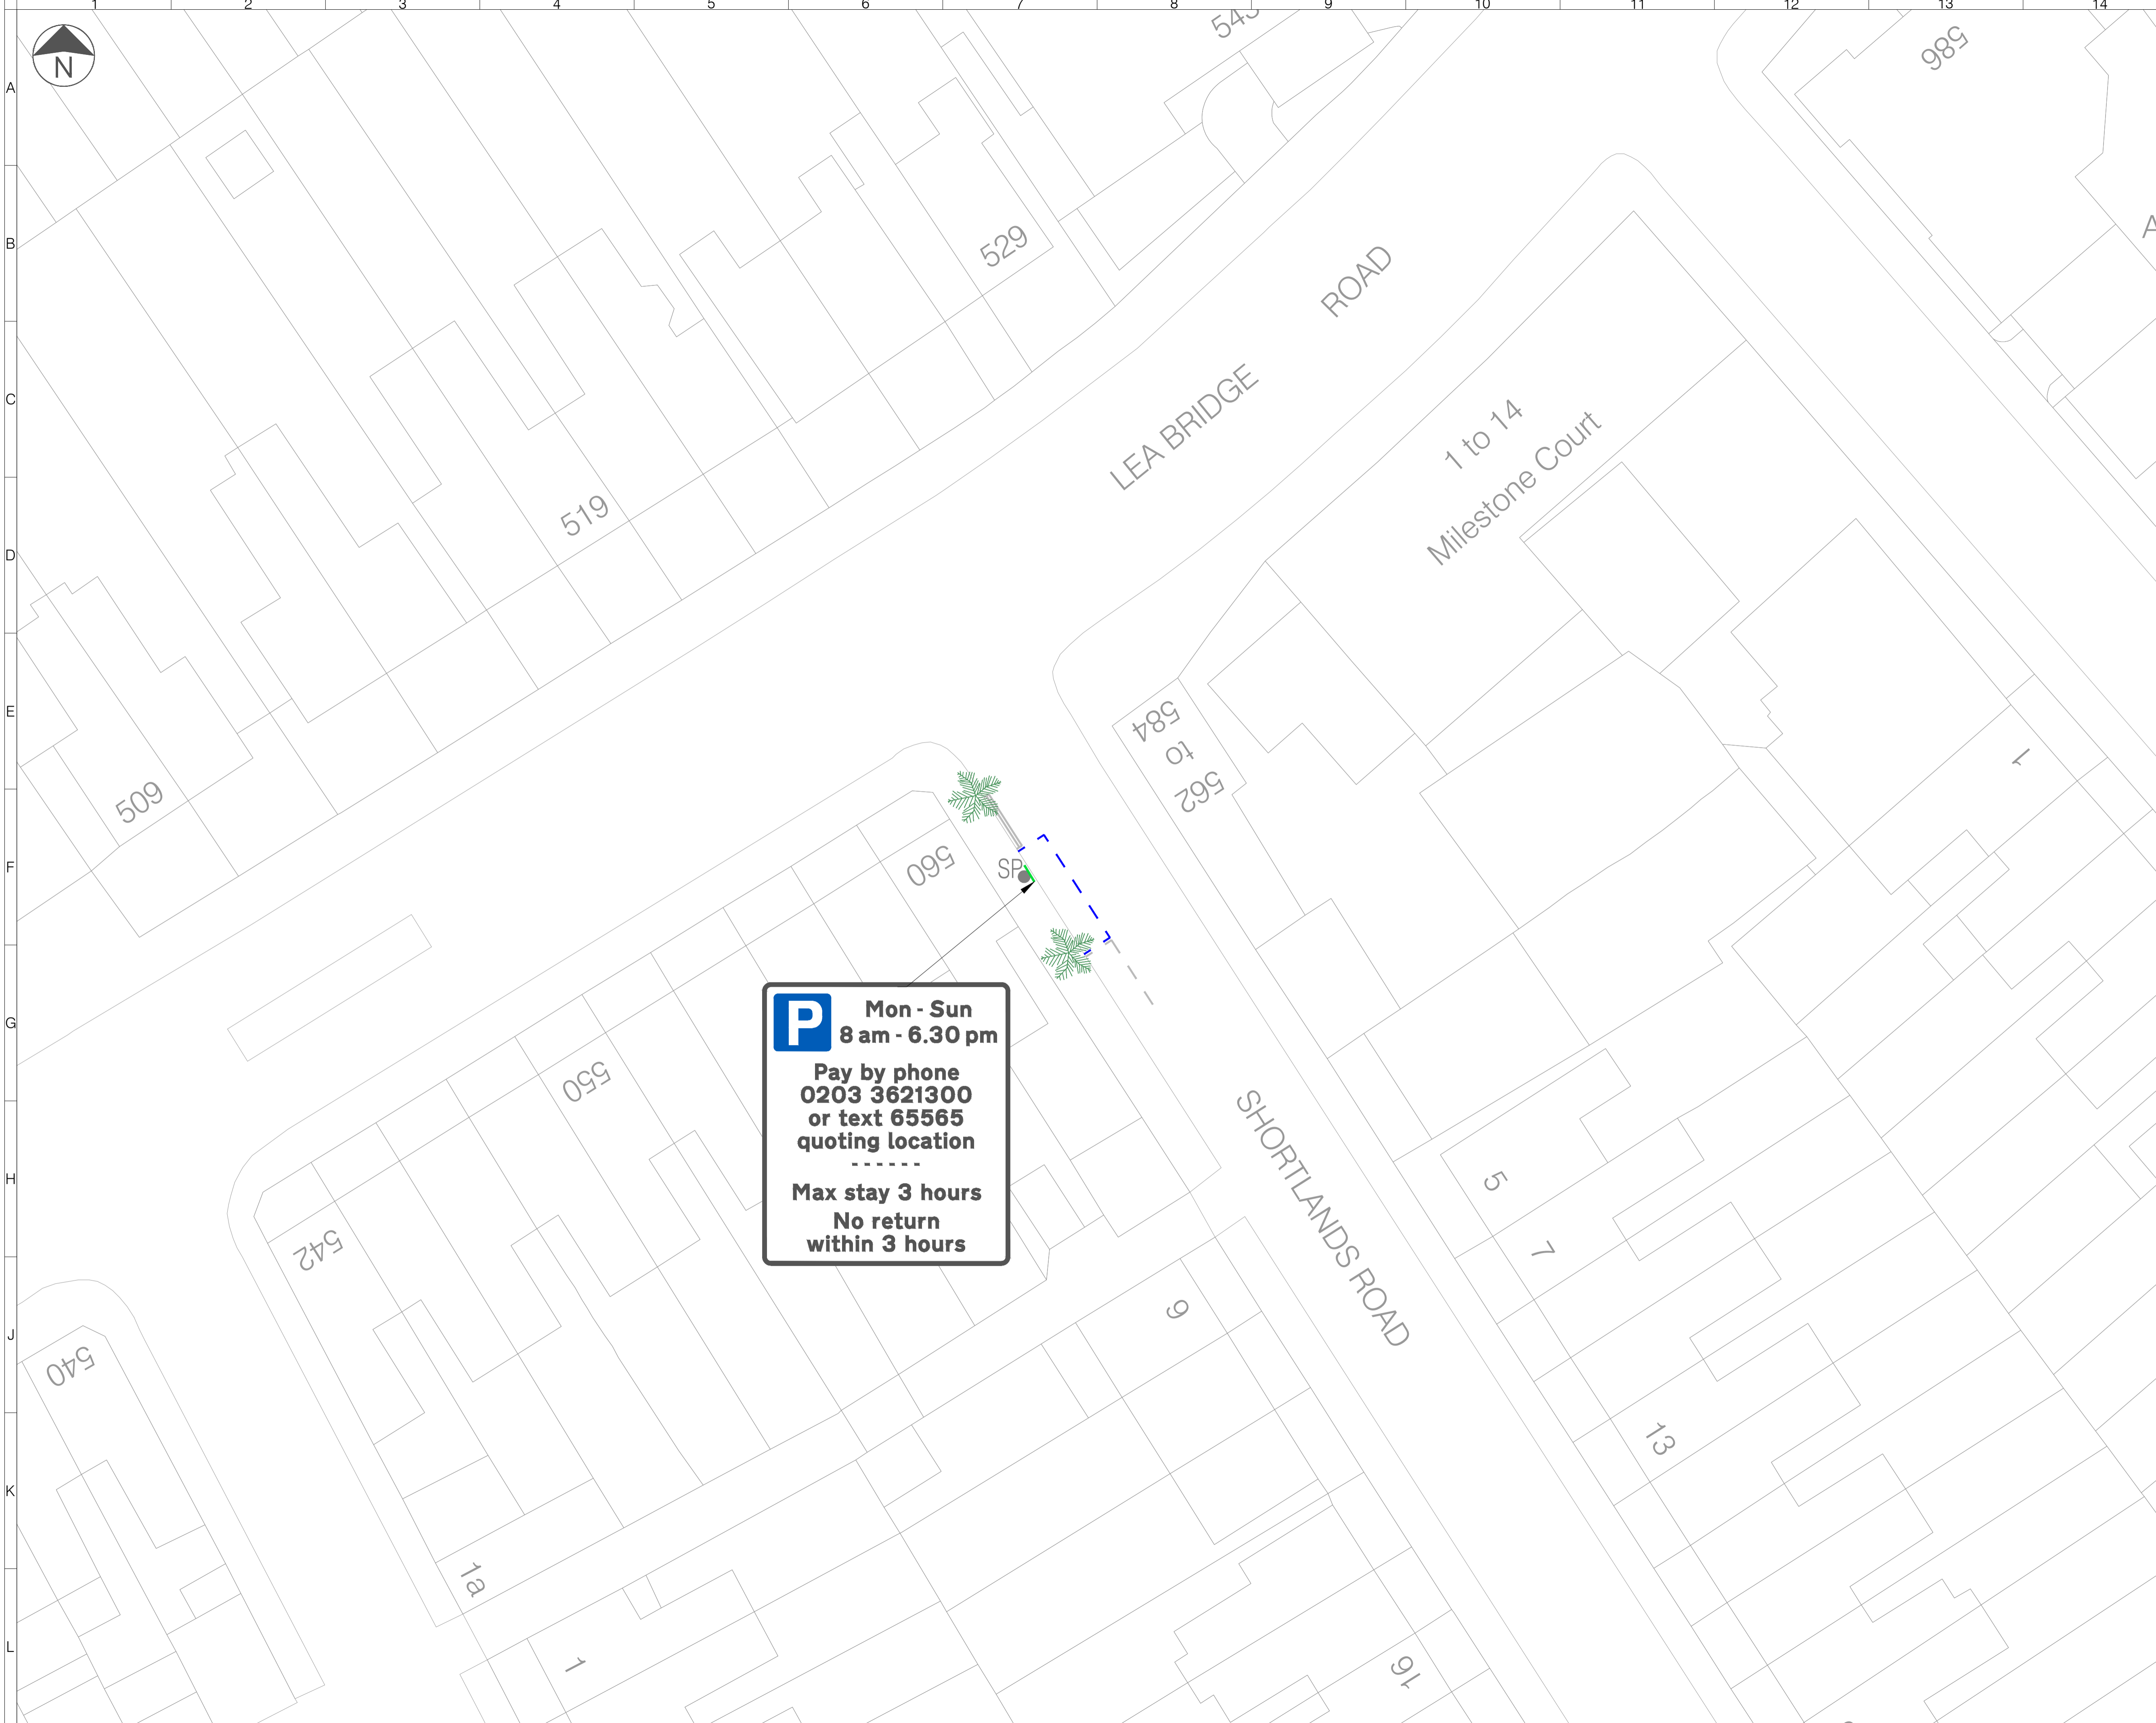 1 2 3 4 5 6 7 8 9 10 11 12 13 14
A
B
C
D
E
F
G
H
J
K
L
N
543
586
A
529
ROAD
LEA BRIDGE
1 to 14
Milestone Court
519
584
to
562
1
509
560
SP
550
P
Mon - Sun
8 am - 6.30 pm
Pay by phone
0203 3621300
or text 65565
quoting location
- - - - - -
Max stay 3 hours
No return
within 3 hours
SHORTLANDS ROAD
5
7
542
9
540
13
1a
1
16